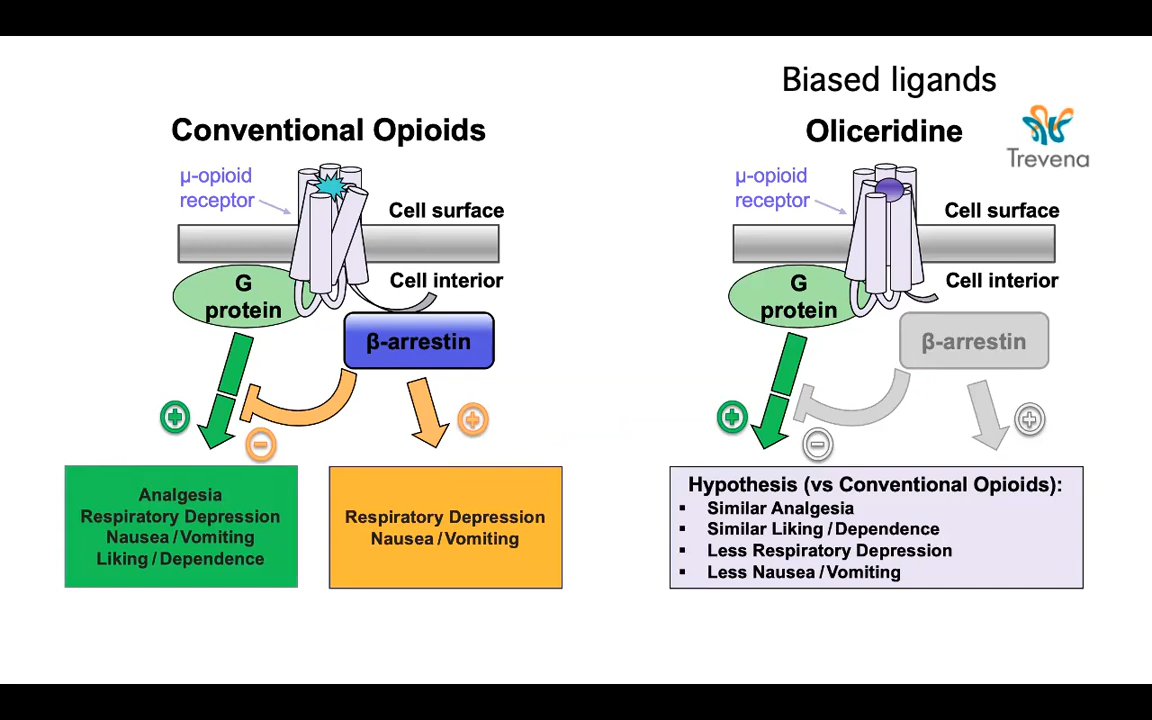 Biased ligands
Conventional Opioids
Oliceridine
Trevena
μ-opioid
receptor
Cell surface
Cell interior
G
protein
β-arrestin
+
−
+
Analgesia
Respiratory Depression
Nausea / Vomiting
Liking / Dependence
Respiratory Depression
Nausea / Vomiting
μ-opioid
receptor
Cell surface
Cell interior
G
protein
β-arrestin
+
−
+
Hypothesis (vs Conventional Opioids):
▪ Similar Analgesia
▪ Similar Liking / Dependence
▪ Less Respiratory Depression
▪ Less Nausea / Vomiting